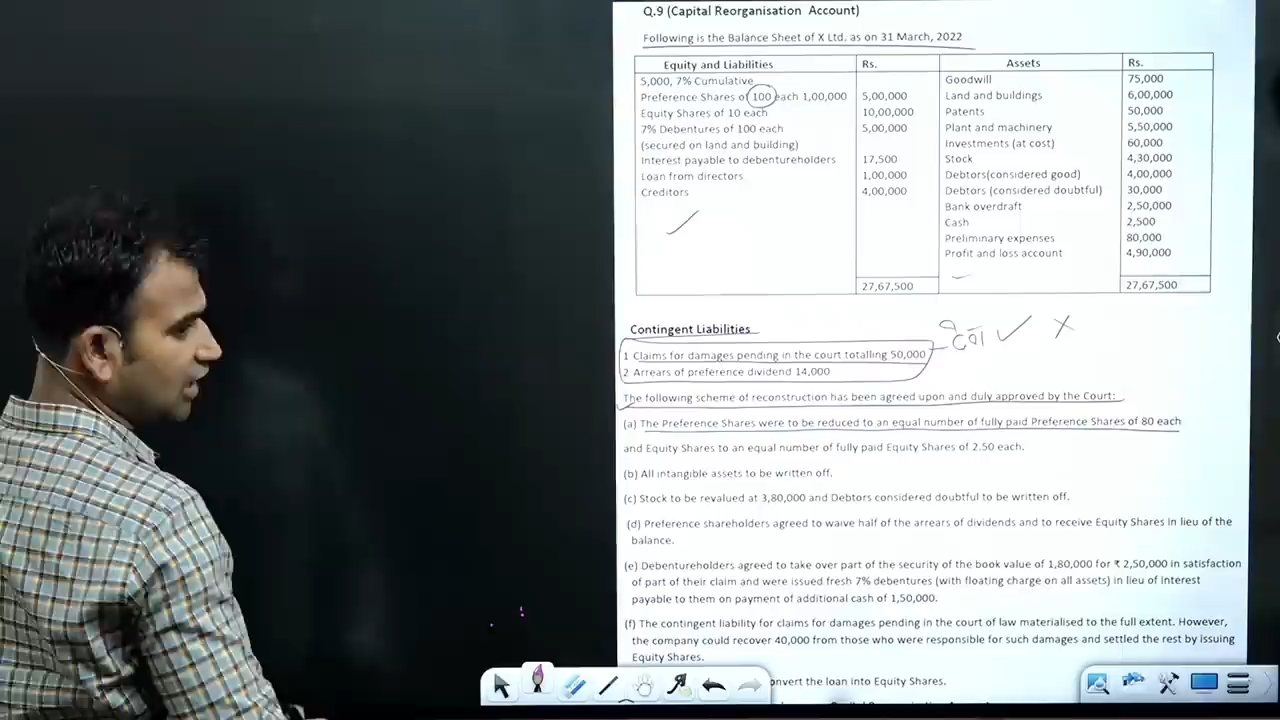 Q.9 (Capital Reorganisation Account)
Following is the Balance Sheet of X Ltd. as on 31 March, 2022
Equity and Liabilities Rs. Assets Rs.
5,000, 7% Cumulative Goodwill 75,000
Preference Shares of 100 each 1,00,000 5,00,000 Land and buildings 6,00,000
Equity Shares of 10 each 10,00,000 Patents 50,000
7% Debentures of 100 each 5,00,000 Plant and machinery 5,50,000
(secured on land and building) Investments (at cost) 60,000
Interest payable to debentureholders 17,500 Stock 4,30,000
Loan from directors 1,00,000 Debtors(considered good) 4,00,000
Creditors 4,00,000 Debtors (considered doubtful) 30,000
Bank overdraft 2,50,000
Cash 2,500
Preliminary expenses 80,000
Profit and loss account 4,90,000
27,67,500 27,67,500
Contingent Liabilities
1 Claims for damages pending in the court totalling 50,000
2 Arrears of preference dividend 14,000
The following scheme of reconstruction has been agreed upon and duly approved by the Court:
(a) The Preference Shares were to be reduced to an equal number of fully paid Preference Shares of 80 each
and Equity Shares to an equal number of fully paid Equity Shares of 2.50 each.
(b) All intangible assets to be written off.
(c) Stock to be revalued at 3,80,000 and Debtors considered doubtful to be written off.
(d) Preference shareholders agreed to waive half of the arrears of dividends and to receive Equity Shares in lieu of the
balance.
(e) Debentureholders agreed to take over part of the security of the book value of 1,80,000 for ₹ 2,50,000 in satisfaction
of part of their claim and were issued fresh 7% debentures (with floating charge on all assets) in lieu of interest
payable to them on payment of additional cash of 1,50,000.
(f) The contingent liability for claims for damages pending in the court of law materialised to the full extent. However,
the company could recover 40,000 from those who were responsible for such damages and settled the rest by issuing
Equity Shares.
onvert the loan into Equity Shares.